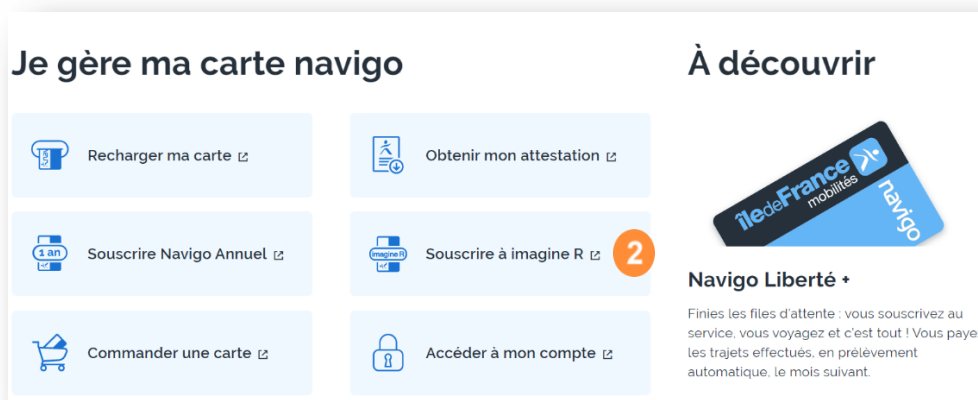 Je gère ma carte navigo
À découvrir
Recharger ma carte
Obtenir mon attestation
Souscrire Navigo Annuel
Souscrire à imagine R
2
Commander une carte
Accéder à mon compte
1 an
imagine R
îledeFrance
mobilités
navigo
Navigo Liberté +
Finies les files d'attente : vous souscrivez au
service, vous voyagez et c'est tout ! Vous paye
les trajets effectués, en prélèvement
automatique, le mois suivant.